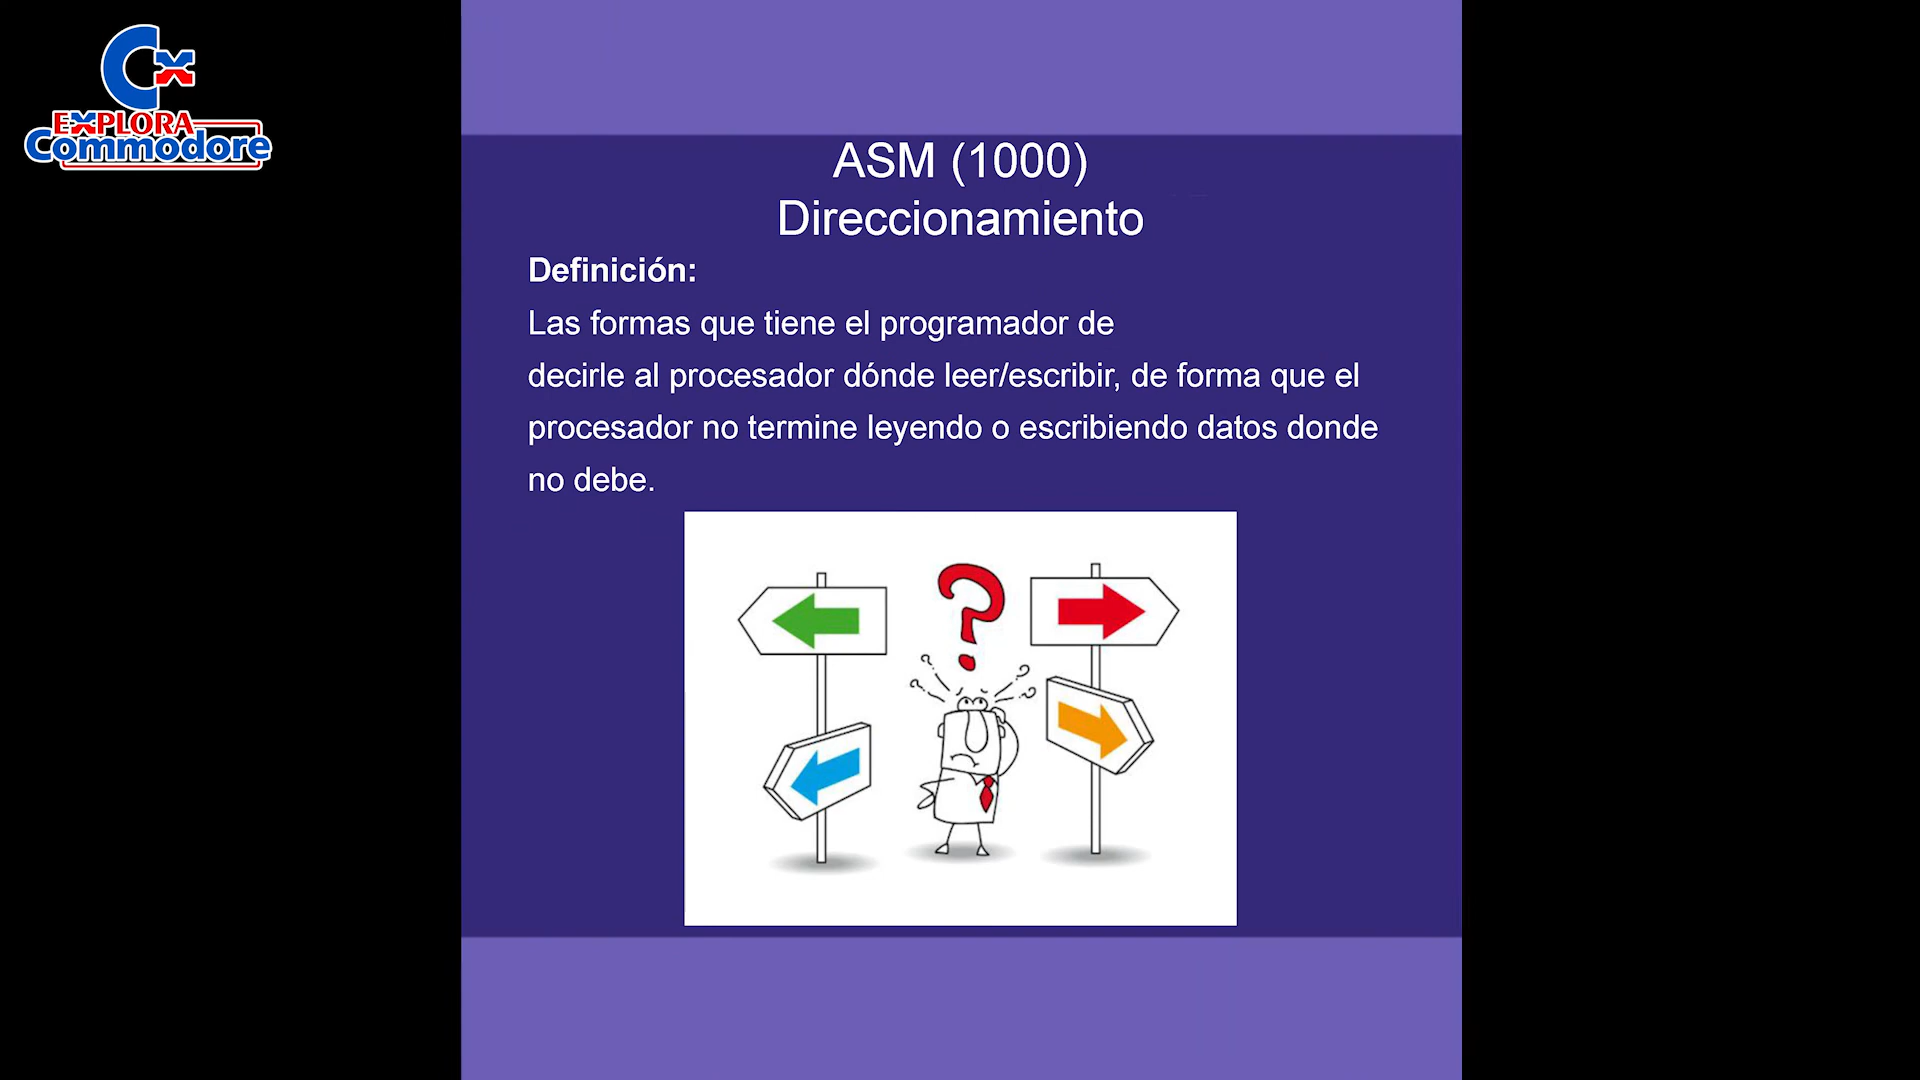 Cx
EXPLORA
Commodore
ASM (1000)
Direccionamiento
Definición:
Las formas que tiene el programador de
decirle al procesador dónde leer/escribir, de forma que el
procesador no termine leyendo o escribiendo datos donde
no debe.
?
? ?
? ?